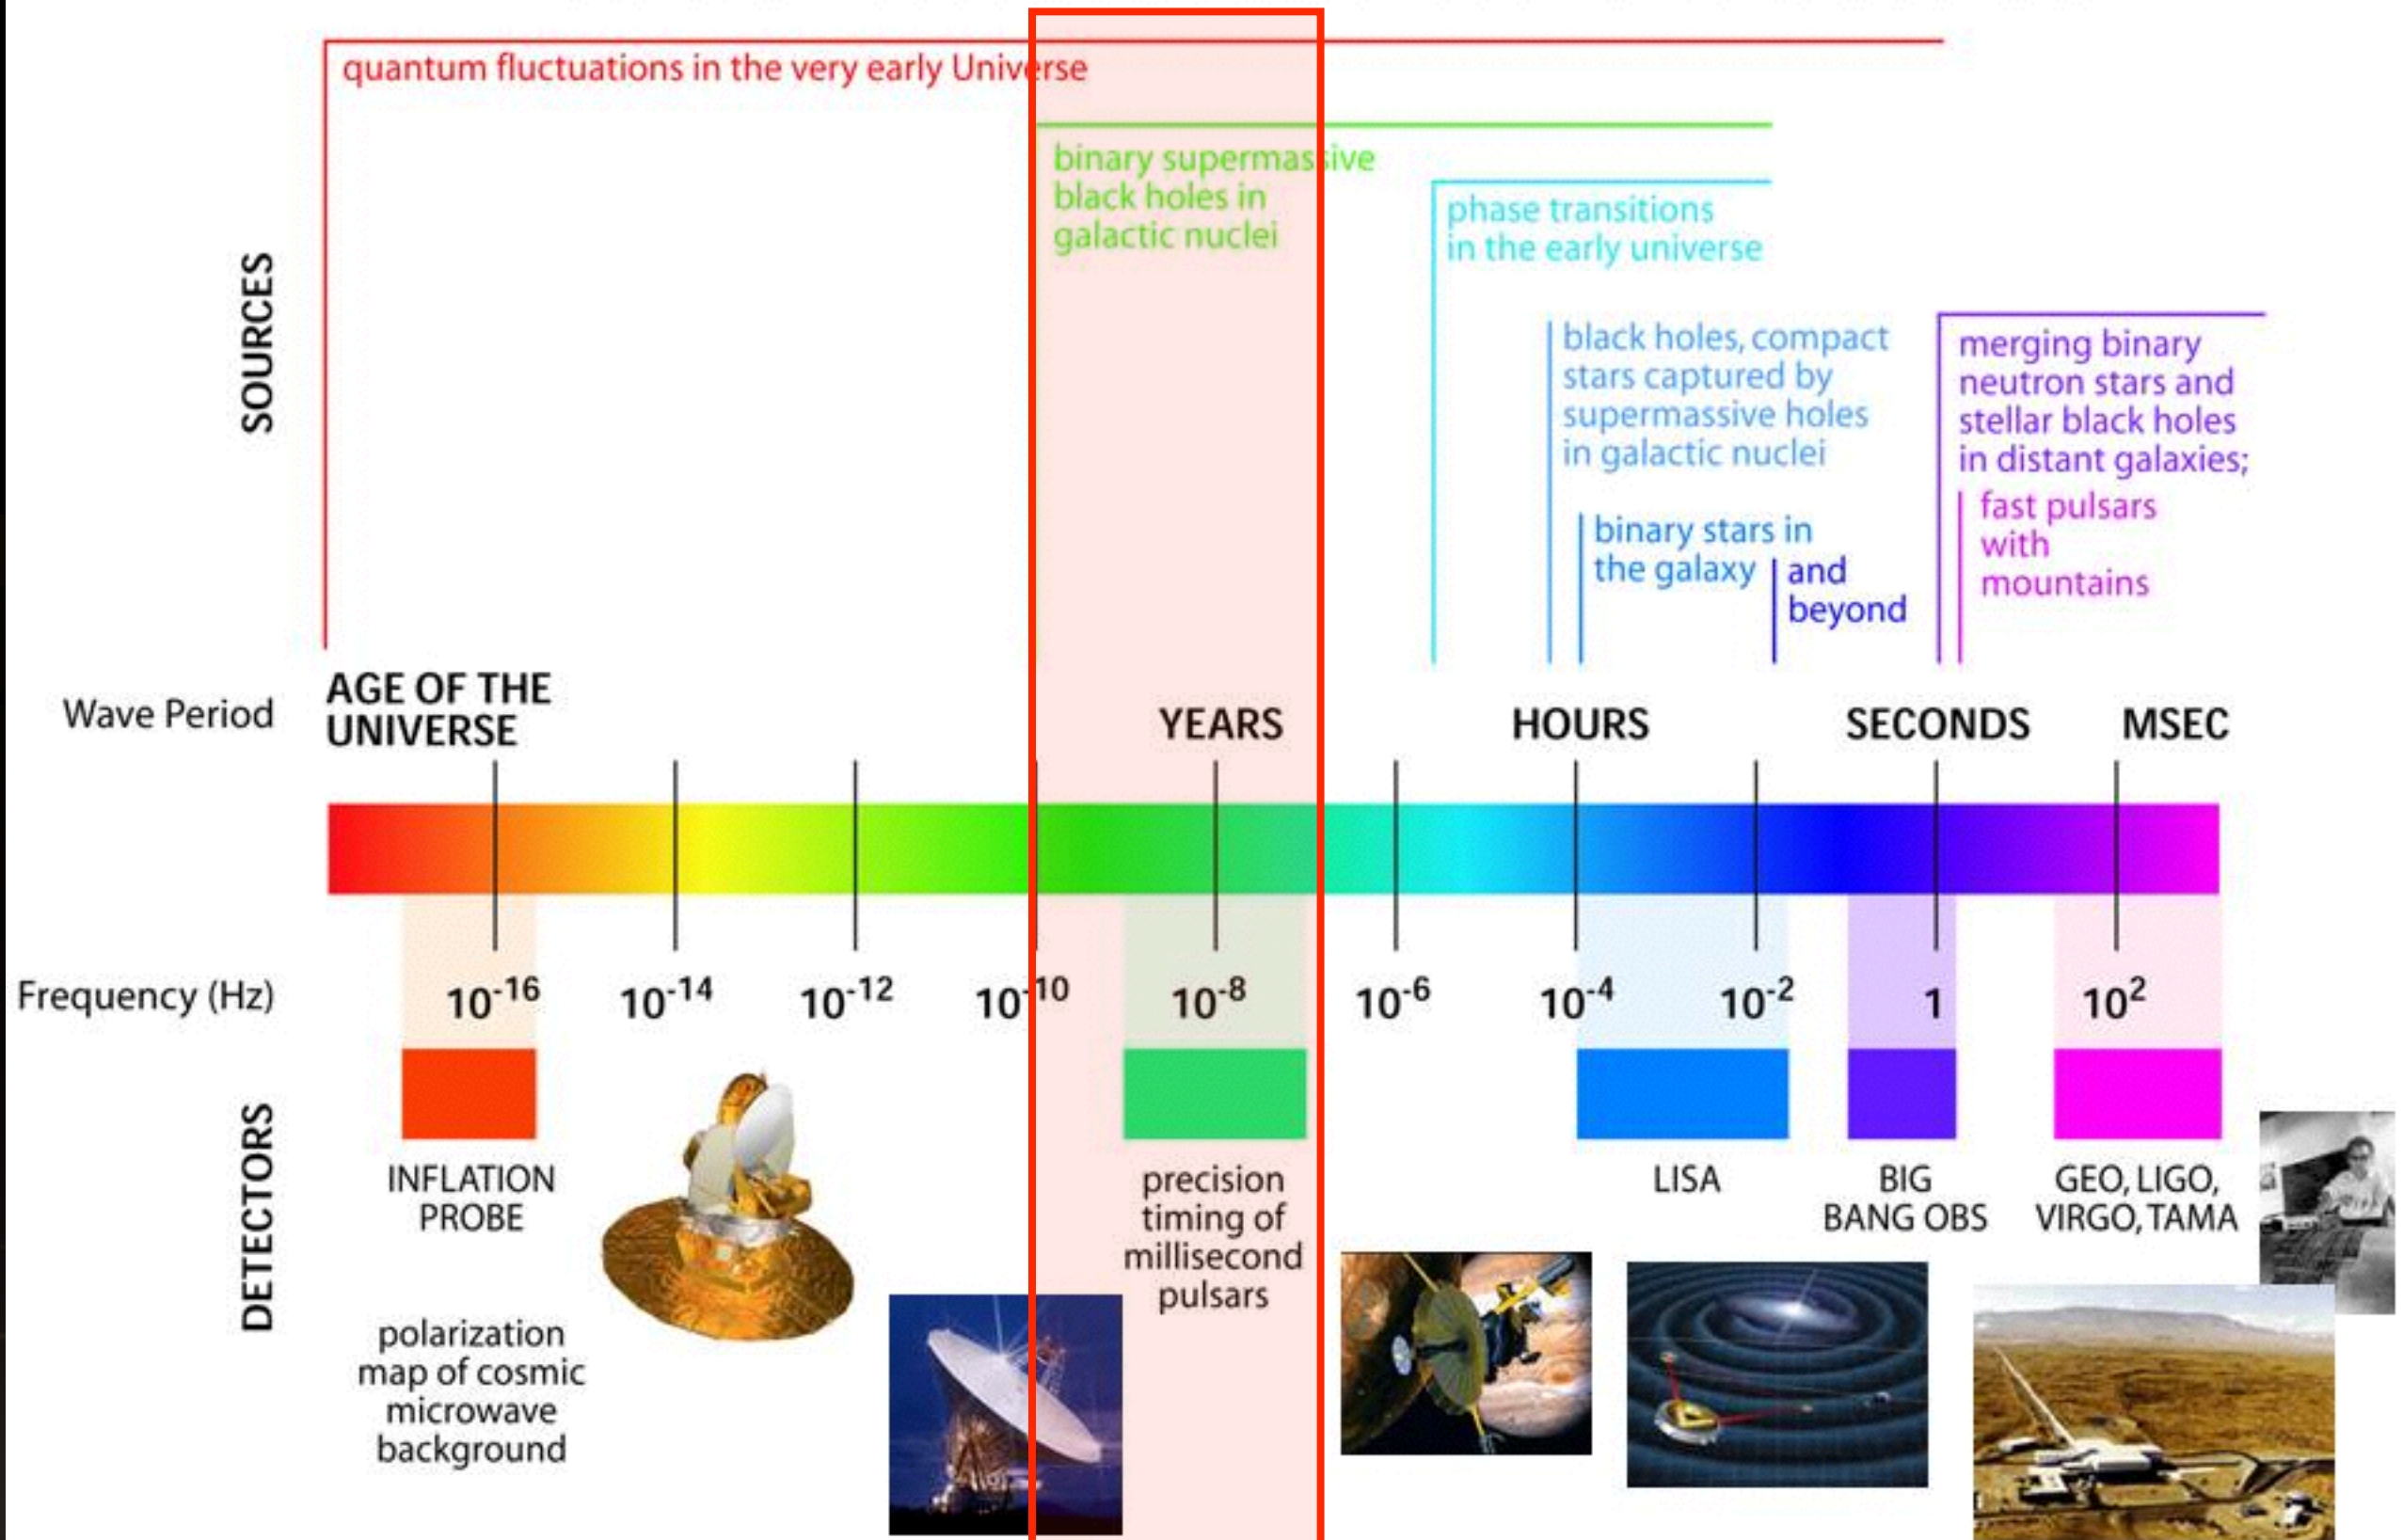 quantum fluctuations in the very early Universe
binary supermassive
black holes in
galactic nuclei
phase transitions
in the early universe
SOURCES
black holes, compact
stars captured by
supermassive holes
in galactic nuclei
merging binary
neutron stars and
stellar black holes
in distant galaxies;
fast pulsars
with
mountains
binary stars in
the galaxy
and
beyond
Wave Period
AGE OF THE
UNIVERSE
YEARS
HOURS
SECONDS
MSEC
Frequency (Hz)
10⁻¹⁶
10⁻¹⁴
10⁻¹²
10⁻¹⁰
10⁻⁸
10⁻⁶
10⁻⁴
10⁻²
1
10²
DETECTORS
INFLATION
PROBE
polarization
map of cosmic
microwave
background
precision
timing of
millisecond
pulsars
LISA
BIG
BANG OBS
GEO, LIGO,
VIRGO, TAMA